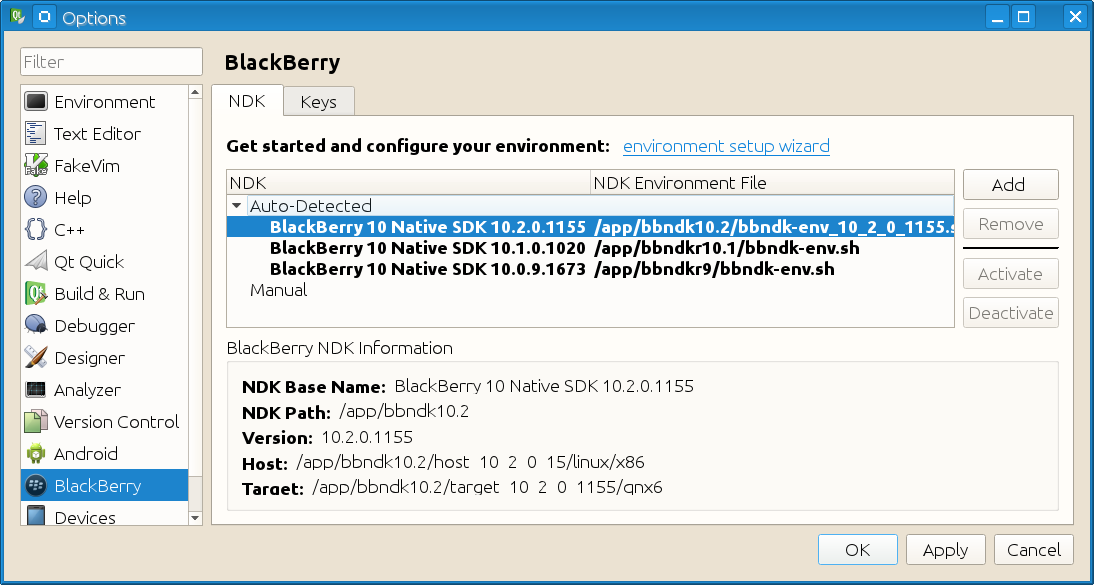 Options
Filter
Environment
Text Editor
FakeVim
Help
C++
Qt Quick
Build & Run
Debugger
Designer
Analyzer
Version Control
Android
BlackBerry
Devices
BlackBerry
NDK Keys
Get started and configure your environment: environment setup wizard
NDK NDK Environment File
Auto-Detected
BlackBerry 10 Native SDK 10.2.0.1155 /app/bbndk10.2/bbndk-env_10_2_0_1155.s
BlackBerry 10 Native SDK 10.1.0.1020 /app/bbndkr10.1/bbndk-env.sh
BlackBerry 10 Native SDK 10.0.9.1673 /app/bbndkr9/bbndk-env.sh
Manual
Add
Remove
Activate
Deactivate
BlackBerry NDK Information
NDK Base Name: BlackBerry 10 Native SDK 10.2.0.1155
NDK Path: /app/bbndk10.2
Version: 10.2.0.1155
Host: /app/bbndk10.2/host_10_2_0_15/linux/x86
Target: /app/bbndk10.2/target_10_2_0_1155/qnx6
OK Apply Cancel